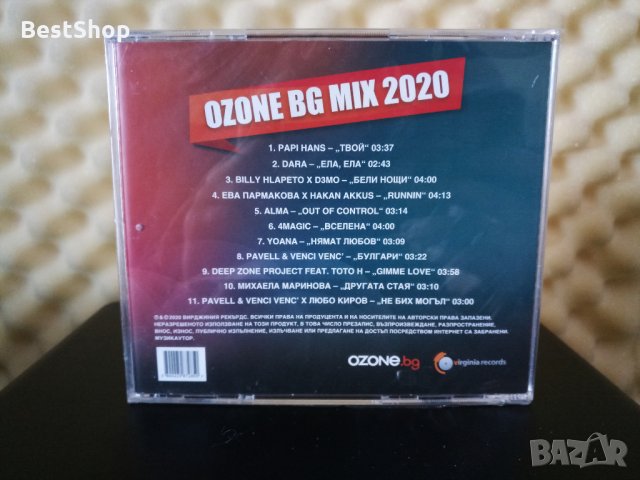 BestShop
OZONE BG MIX 2020
1. PAPI HANS – „ТВОЙ“ 03:37
2. DARA – „ЕЛА, ЕЛА“ 02:43
3. BILLY HLAPETO X D3MO – „БЕЛИ НОЩИ“ 04:00
4. ЕВА ПАРМАКОВА X HAKAN AKKUS – „RUNNIN“ 04:13
5. ALMA – „OUT OF CONTROL“ 03:14
6. 4MAGIC – „ВСЕЛЕНА“ 04:00
7. YOANA – „НЯМАТ ЛЮБОВ“ 03:09
8. PAVELL & VENCI VENC' – „БУЛГАРИ“ 03:22
9. DEEP ZONE PROJECT FEAT. TOTO H – „GIMME LOVE“ 03:58
10. МИХАЕЛА МАРИНОВА – „ДРУГАТА СТАЯ“ 03:10
11. PAVELL & VENCI VENC' X ЛЮБО КИРОВ – „НЕ БИХ МОГЪЛ“ 03:00
℗ & © 2020 ВИРДЖИНИЯ РЕКЪРДС. ВСИЧКИ ПРАВА НА ПРОДУЦЕНТА И НА НОСИТЕЛИТЕ НА АВТОРСКИ ПРАВА ЗАПАЗЕНИ.
НЕРАЗРЕШЕНОТО ИЗПОЛЗВАНЕ НА ТОЗИ ПРОДУКТ, В ТОВА ЧИСЛО ПРЕЗАПИС, ВЪЗПРОИЗВЕЖДАНЕ, РАЗПРОСТРАНЕНИЕ,
ВНОС, ИЗНОС, ПУБЛИЧНО ИЗПЪЛНЕНИЕ, ИЗЛЪЧВАНЕ ИЛИ ПРЕДЛАГАНЕ НА ДОСТЪП ПОСРЕДСТВОМ ИНТЕРНЕТ СА ЗАБРАНЕНИ.
МУЗИКАУТОР.
OZONE.bg
virginia records
BAZAR